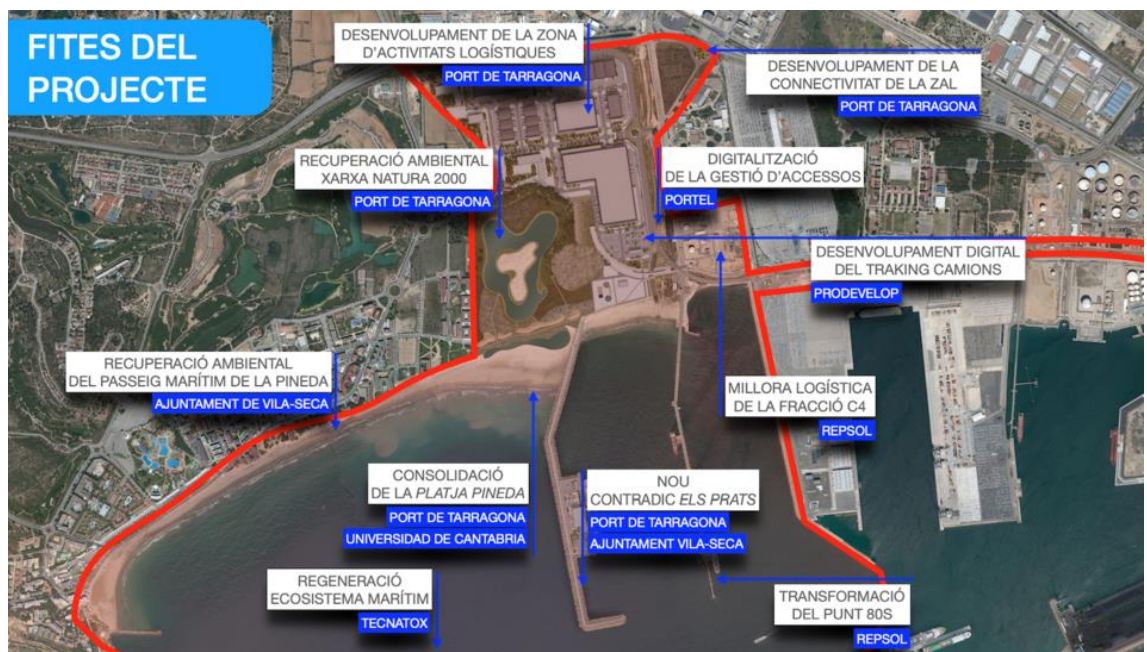 FITES DEL
PROJECTE
DESENVOLUPAMENT DE LA ZONA
D'ACTIVITATS LOGÍSTIQUES
PORT DE TARRAGONA
DESENVOLUPAMENT DE LA
CONNECTIVITAT DE LA ZAL
PORT DE TARRAGONA
RECUPERACIÓ AMBIENTAL
XARXA NATURA 2000
PORT DE TARRAGONA
DIGITALITZACIÓ
DE LA GESTIÓ D'ACCESSOS
PORTEL
DESENVOLUPAMENT DIGITAL
DEL TRAKING CAMIONS
PRODEVELOP
RECUPERACIÓ AMBIENTAL
DEL PASSEIG MARÍTIM DE LA PINEDA
AJUNTAMENT DE VILA-SECA
MILLORA LOGÍSTICA
DE LA FRACCIÓ C4
REPSOL
CONSOLIDACIÓ
DE LA PLATJA PINEDA
PORT DE TARRAGONA
UNIVERSIDAD DE CANTABRIA
NOU
CONTRADIC ELS PRATS
PORT DE TARRAGONA
AJUNTAMENT VILA-SECA
REGENERACIÓ
ECOSISTEMA MARÍTIM
TECNATOX
TRANSFORMACIÓ
DEL PUNT 80S
REPSOL